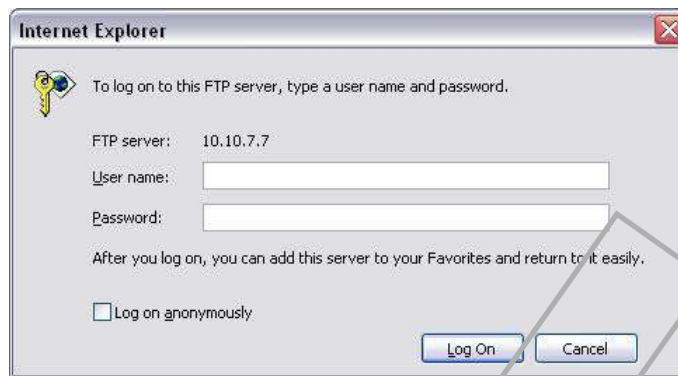 Internet Explorer
To log on to this FTP server, type a user name and password.
FTP server: 10.10.7.7
User name:
Password:
After you log on, you can add this server to your Favorites and return to it easily.
Log on anonymously
Log On Cancel